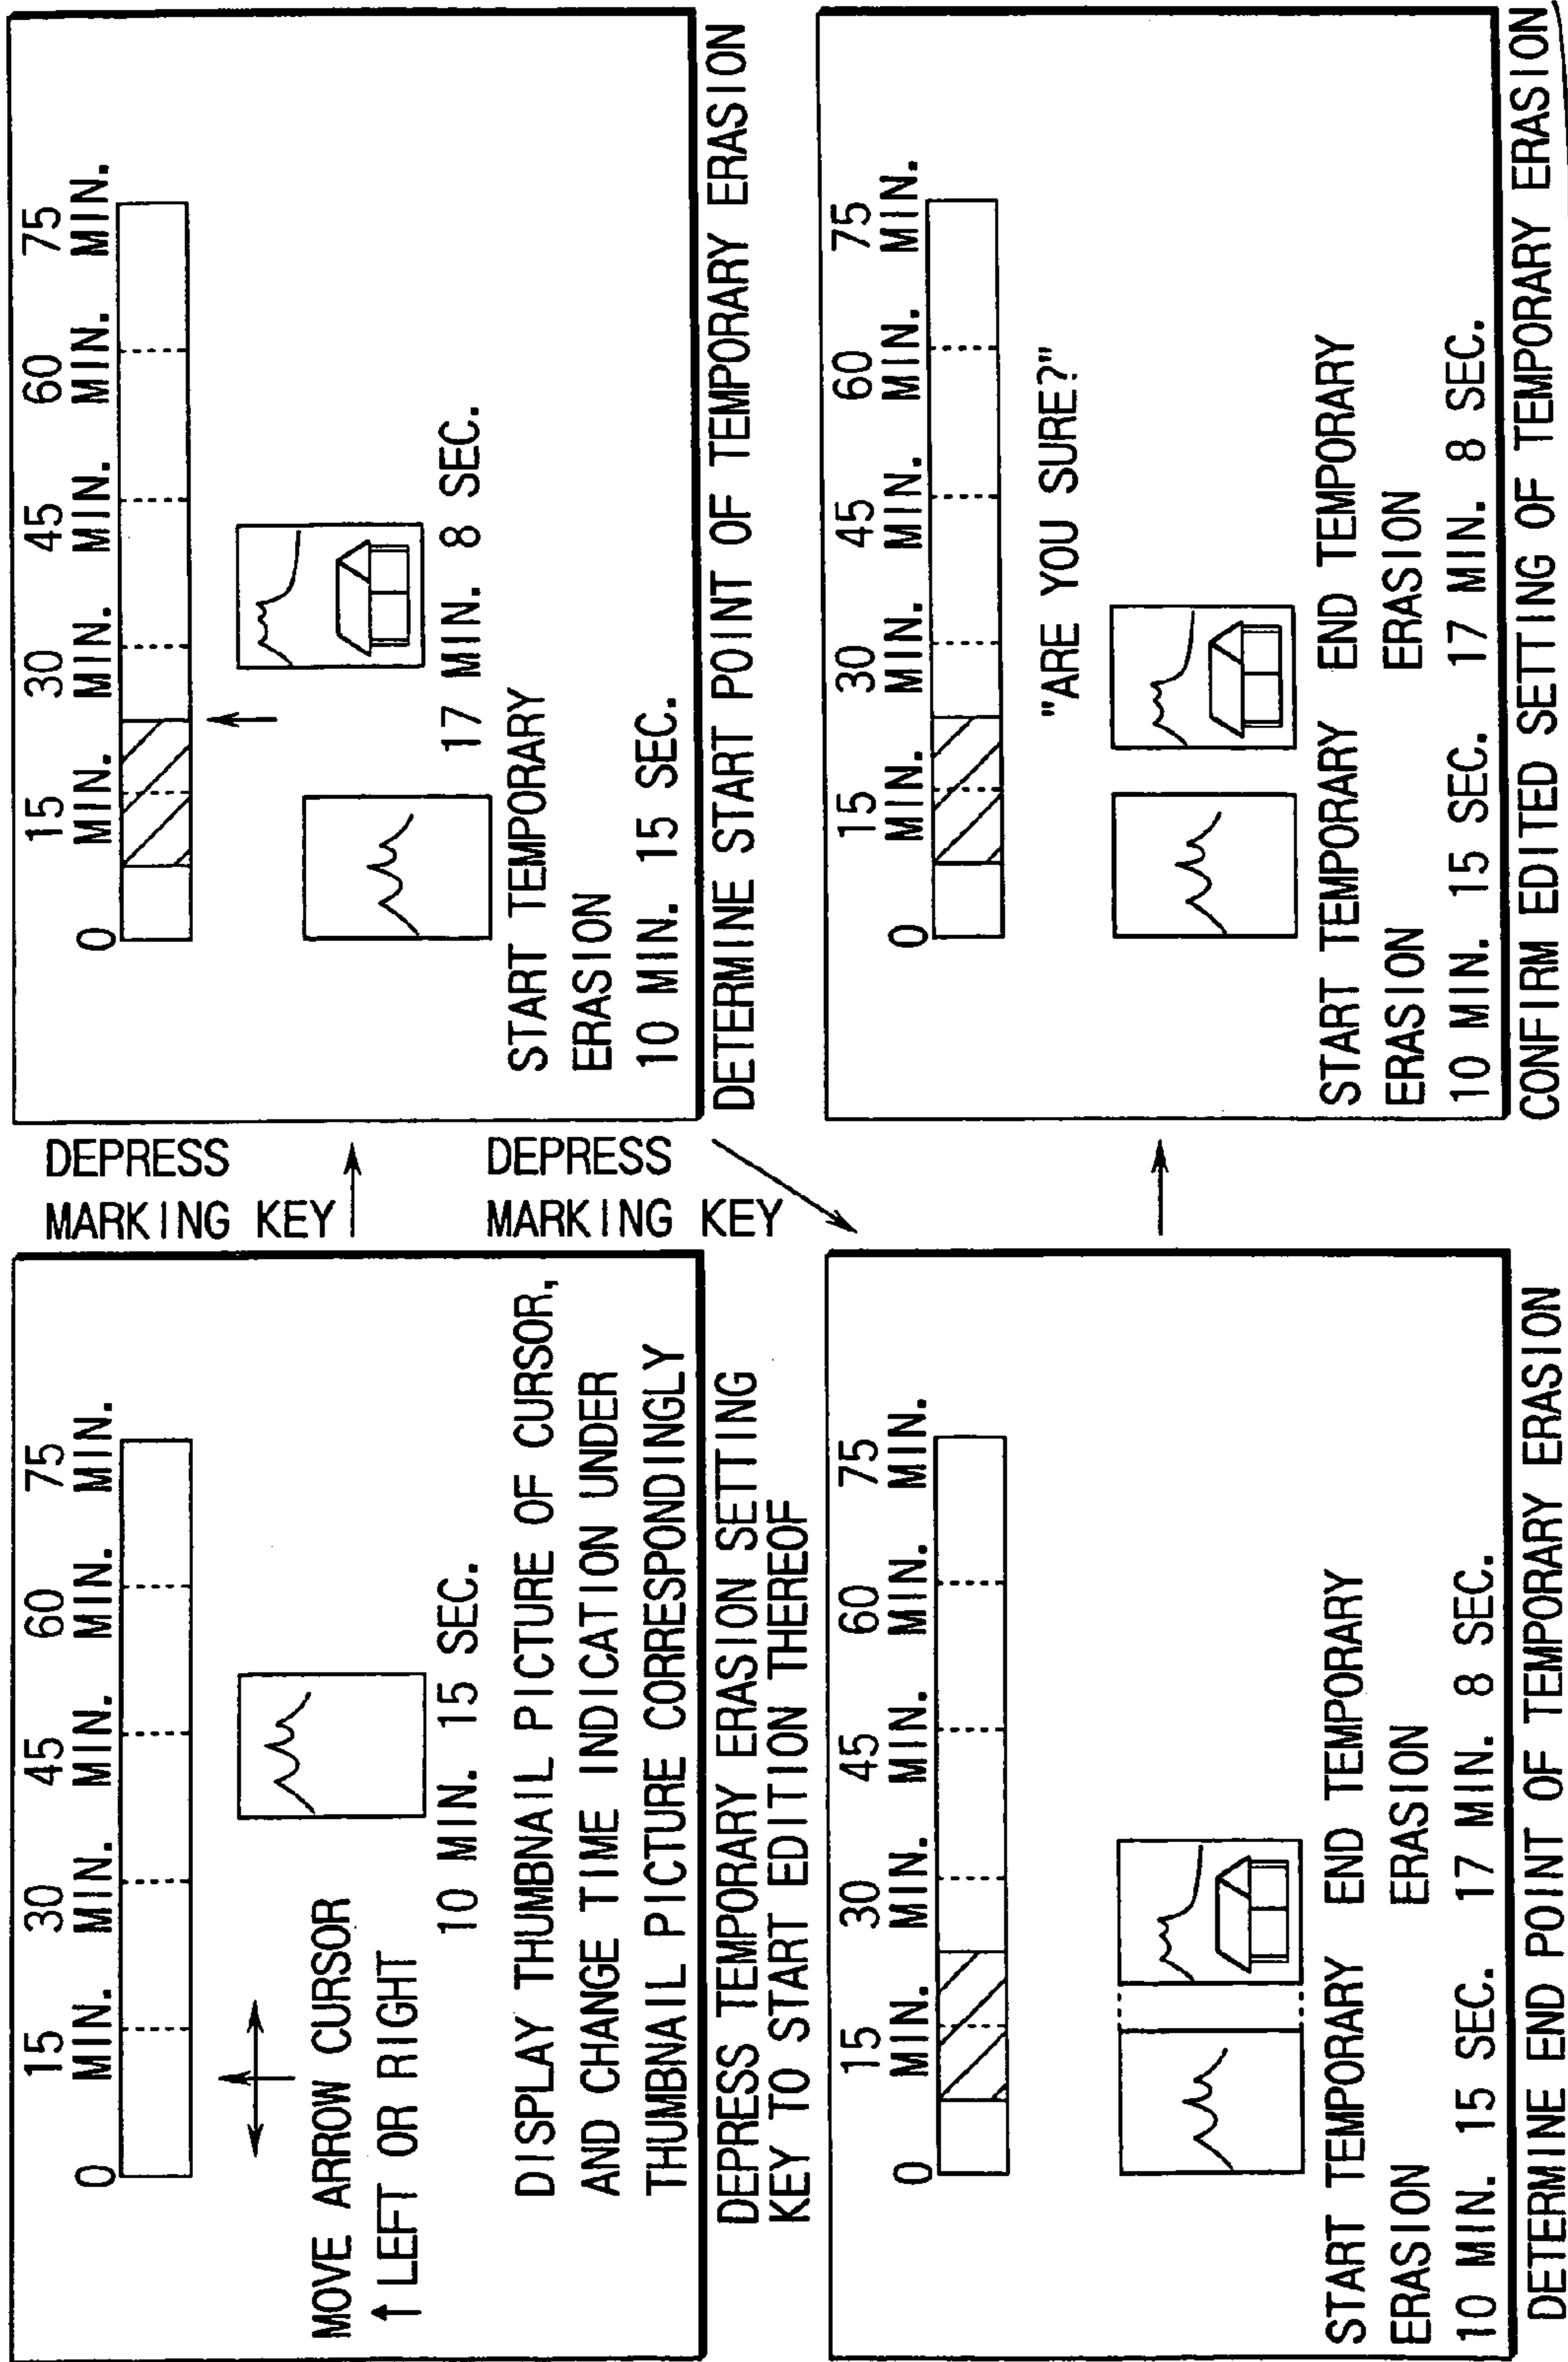 0 15 30 45 60 75
MIN. MIN. MIN. MIN. MIN.
MOVE ARROW CURSOR
↑ LEFT OR RIGHT
10 MIN. 15 SEC.
DISPLAY THUMBNAIL PICTURE OF CURSOR,
AND CHANGE TIME INDICATION UNDER
THUMBNAIL PICTURE CORRESPONDINGLY
DEPRESS TEMPORARY ERASION SETTING
KEY TO START EDITION THEREOF
DEPRESS
MARKING KEY
0 15 30 45 60 75
MIN. MIN. MIN. MIN. MIN.
17 MIN. 8 SEC.
START TEMPORARY
ERASION
10 MIN. 15 SEC.
DETERMINE START POINT OF TEMPORARY ERASION
DEPRESS
MARKING KEY
0 15 30 45 60 75
MIN. MIN. MIN. MIN. MIN.
START TEMPORARY END TEMPORARY
ERASION ERASION
10 MIN. 15 SEC. 17 MIN. 8 SEC.
DETERMINE END POINT OF TEMPORARY ERASION
0 15 30 45 60 75
MIN. MIN. MIN. MIN. MIN.
"ARE YOU SURE?"
START TEMPORARY END TEMPORARY
ERASION ERASION
10 MIN. 15 SEC. 17 MIN. 8 SEC.
CONFIRM EDITED SETTING OF TEMPORARY ERASION